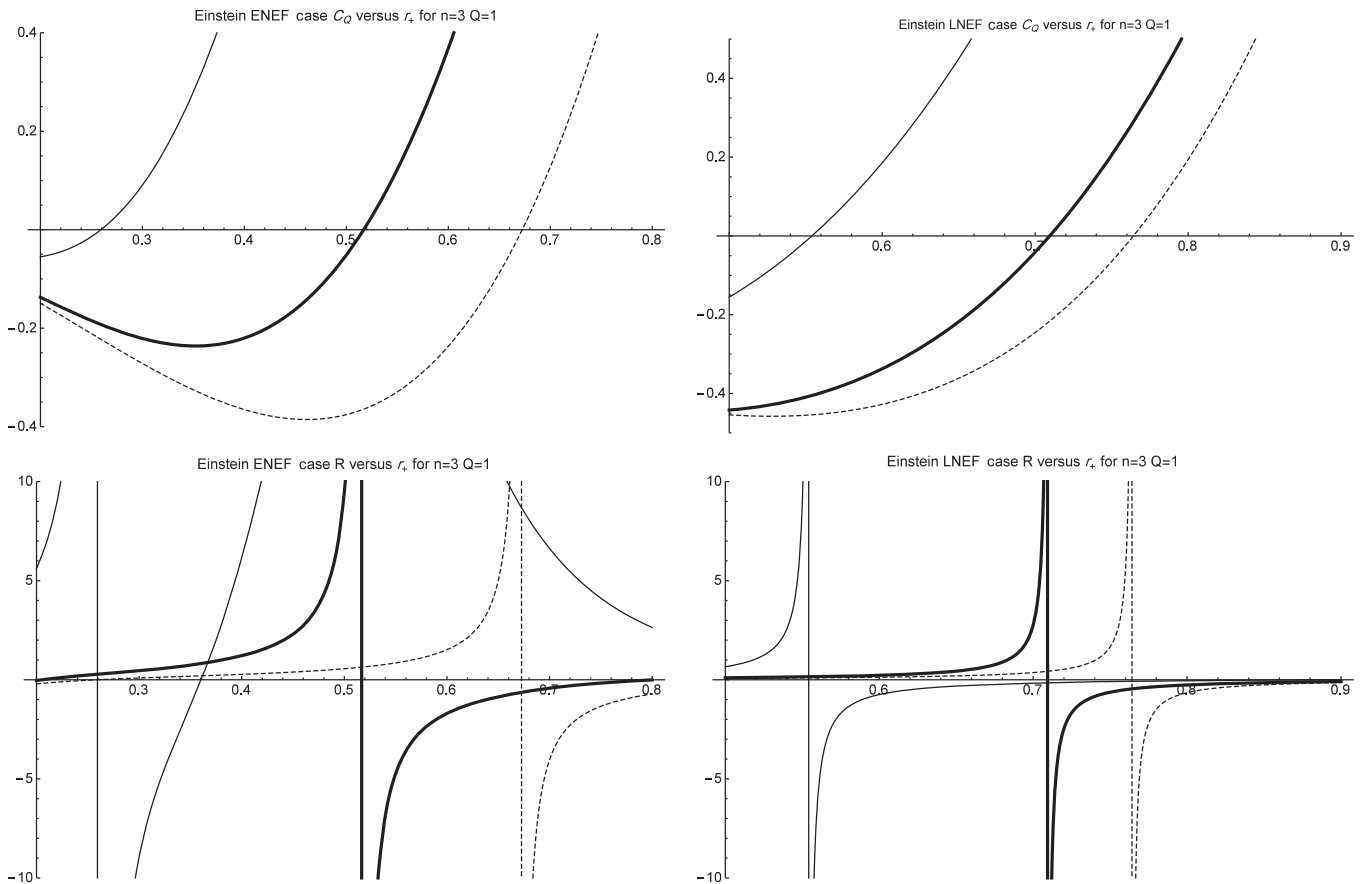 Einstein ENEF case C_Q versus r_+ for n=3 Q=1
0.4
0.2
−0.2
−0.4
0.3 0.4 0.5 0.6 0.7 0.8
Einstein LNEF case C_Q versus r_+ for n=3 Q=1
0.4
0.2
−0.2
−0.4
0.6 0.7 0.8 0.9
Einstein ENEF case R versus r_+ for n=3 Q=1
10
5
−5
−10
0.3 0.4 0.5 0.6 0.7 0.8
Einstein LNEF case R versus r_+ for n=3 Q=1
10
5
−5
−10
0.6 0.7 0.8 0.9